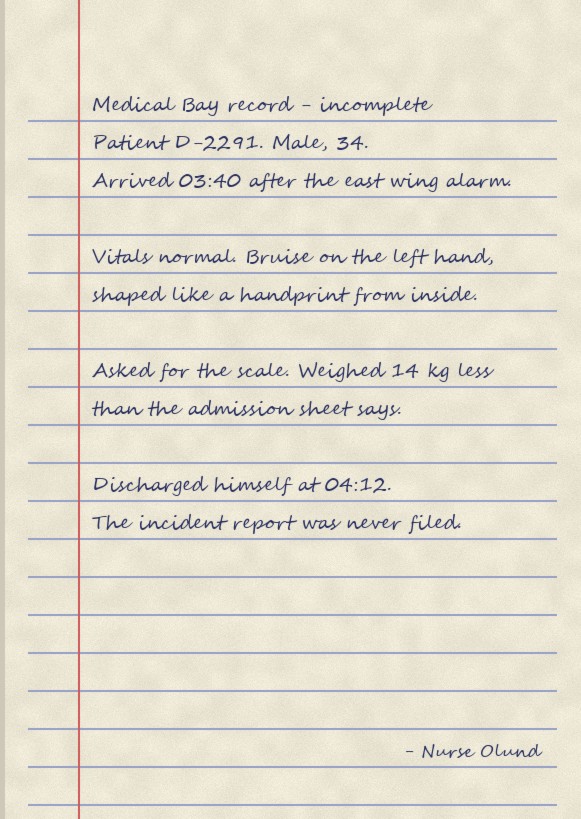 Medical Bay record - incomplete
Patient D-2291. Male, 34.
Arrived 03:40 after the east wing alarm.
Vitals normal. Bruise on the left hand,
shaped like a handprint from inside.
Asked for the scale. Weighed 14 kg less
than the admission sheet says.
Discharged himself at 04:12.
The incident report was never filed.
- Nurse Olund